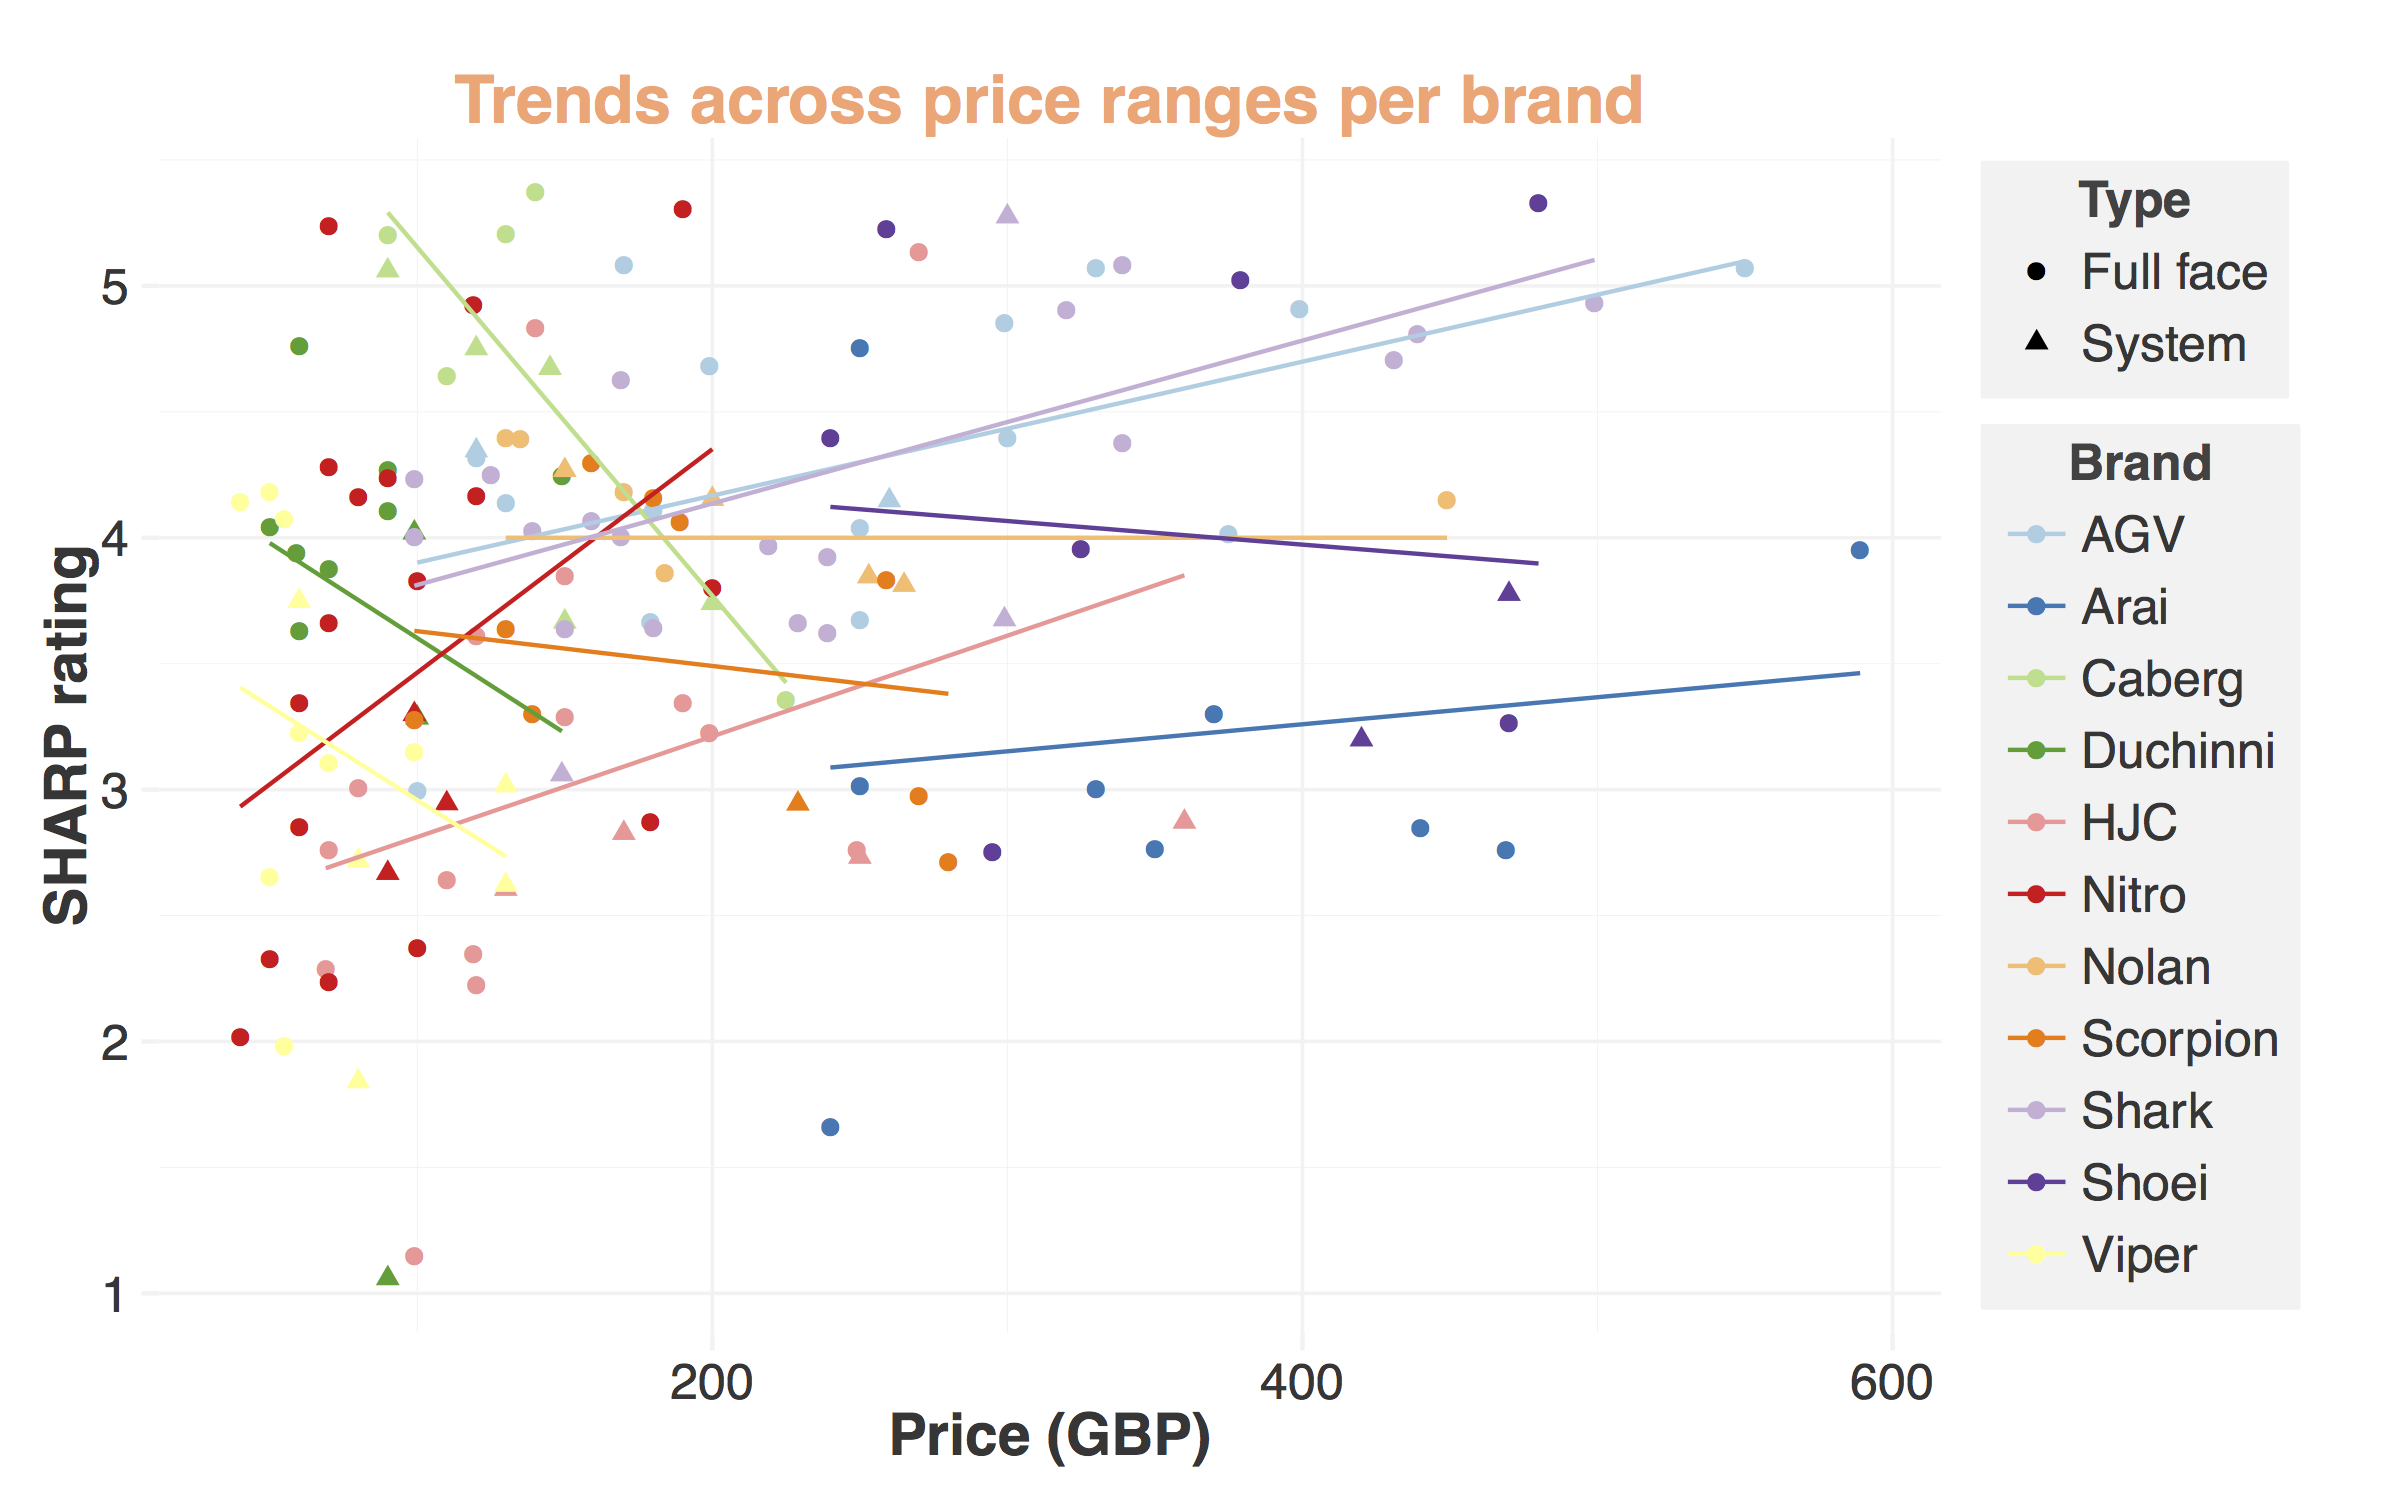 Trends across price ranges per brand
SHARP rating
5
4
3
2
1
200 400 600
Price (GBP)
Type
Full face
System
Brand
AGV
Arai
Caberg
Duchinni
HJC
Nitro
Nolan
Scorpion
Shark
Shoei
Viper